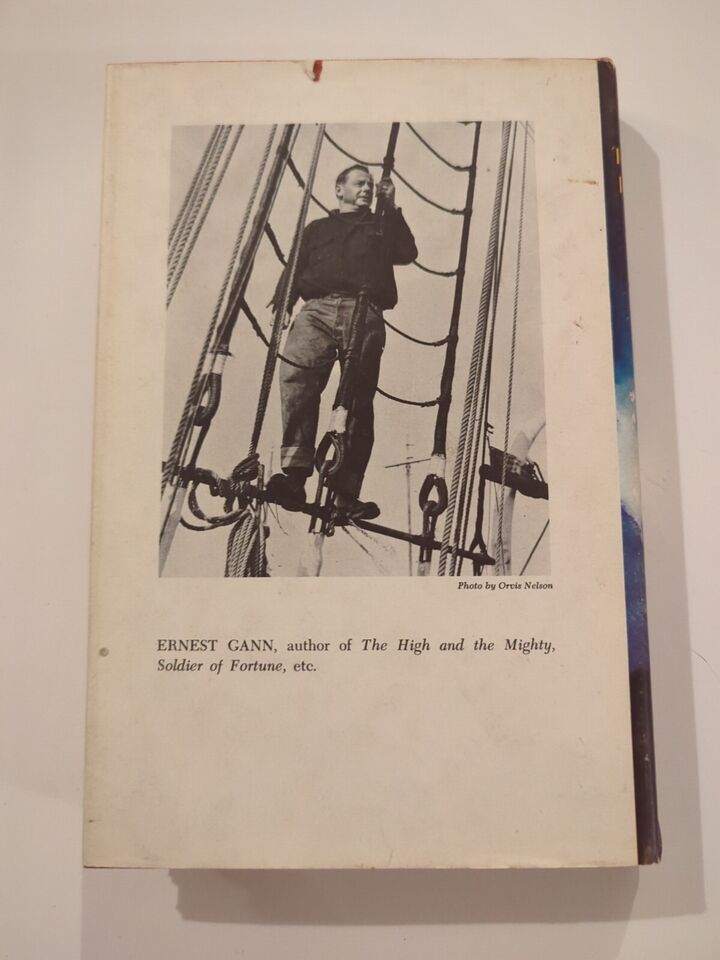 Photo by Orvis Nelson
ERNEST GANN, author of The High and the Mighty,
Soldier of Fortune, etc.